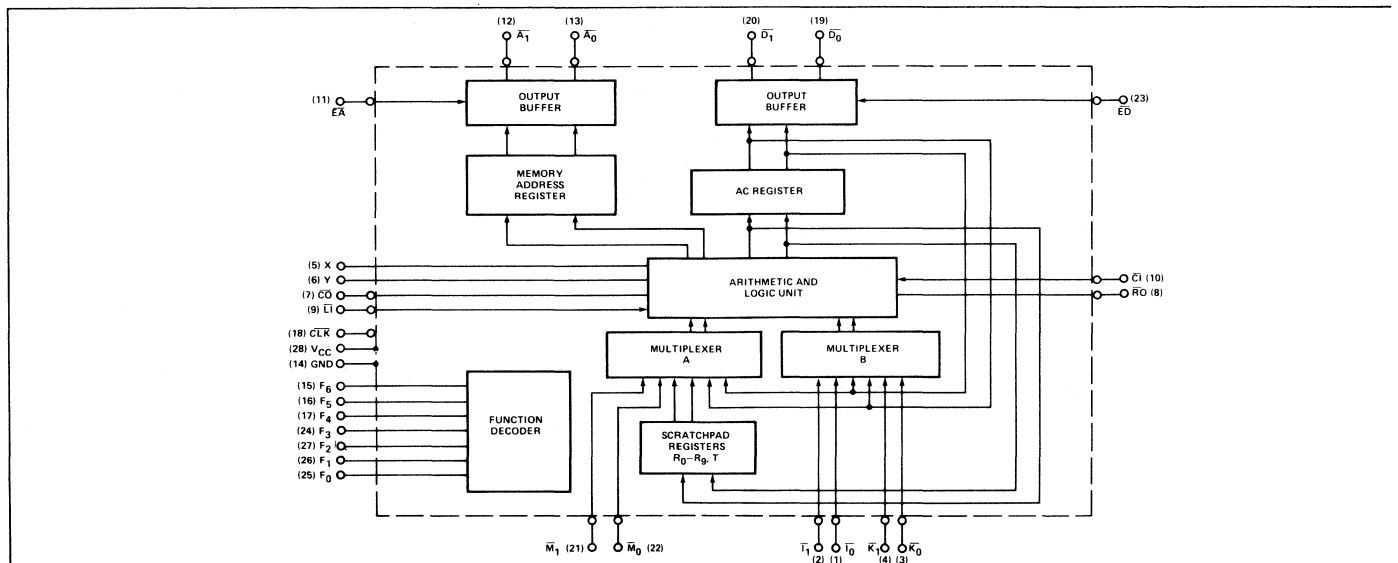 (12) (13) (20) (19)
A̅₁ A̅₀ D̅₁ D̅₀
OUTPUT
BUFFER
OUTPUT
BUFFER
(11)
E̅A̅
(23)
E̅D̅
MEMORY
ADDRESS
REGISTER
AC REGISTER
(5) X
(6) Y
(7) C̅O̅
(9) L̅I̅
ARITHMETIC AND
LOGIC UNIT
C̅I̅ (10)
R̅O̅ (8)
(18) C̅L̅K̅
(28) V_CC
(14) GND
MULTIPLEXER
A
MULTIPLEXER
B
(15) F₆
(16) F₅
(17) F₄
(24) F₃
(27) F₂
(26) F₁
(25) F₀
FUNCTION
DECODER
SCRATCHPAD
REGISTERS
R₀–R₉, T
M̅₁ (21) M̅₀ (22) I̅₁ I̅₀ K̅₁ K̅₀
(2) (1) (4) (3)